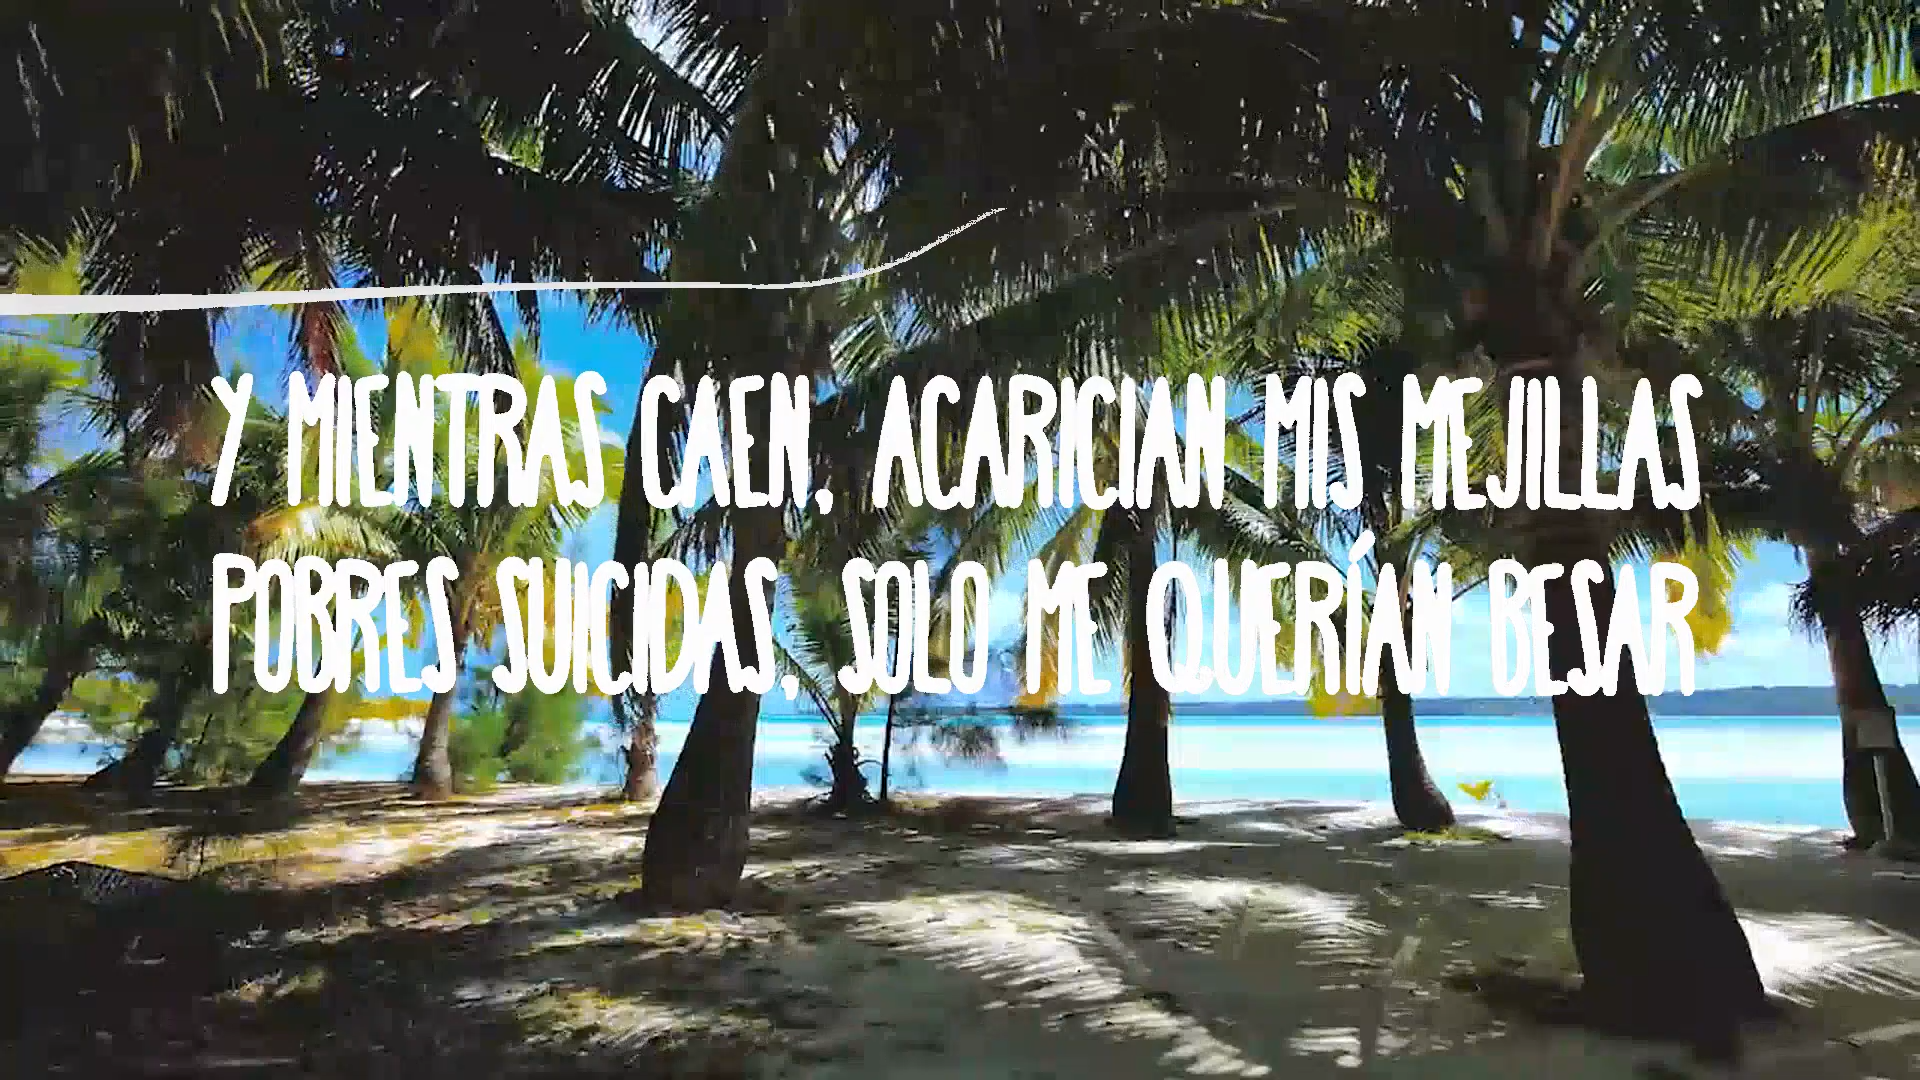 Y MIENTRAS CAEN, ACARICIAN MIS MEJILLAS
POBRES SUICIDAS, SOLO ME QUERÍAN BESAR